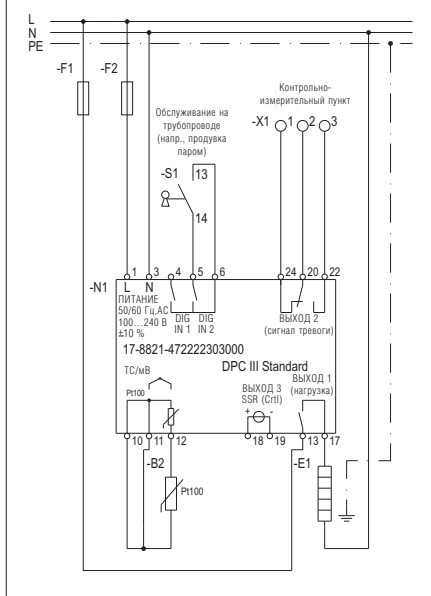 L
N
PE
-F1
-F2
Контрольно-
измерительный пункт
Обслуживание на
трубопроводе
(напр., продувка
паром)
-X1 1 2 3
-S1 13
14
1 3 4 5 6 24 20 22
-N1
L N
ПИТАНИЕ
50/60 Гц,AC
100...240 В
±10 %
DIG
IN 1
DIG
IN 2
ВЫХОД 2
(сигнал тревоги)
17-8821-472222303000
DPC III Standard
ТС/мВ
Pt100
ВЫХОД 3
SSR (Crtl)
+ -
ВЫХОД 1
(нагрузка)
10 11 12 18 19 13 17
-B2
-E1
Pt100